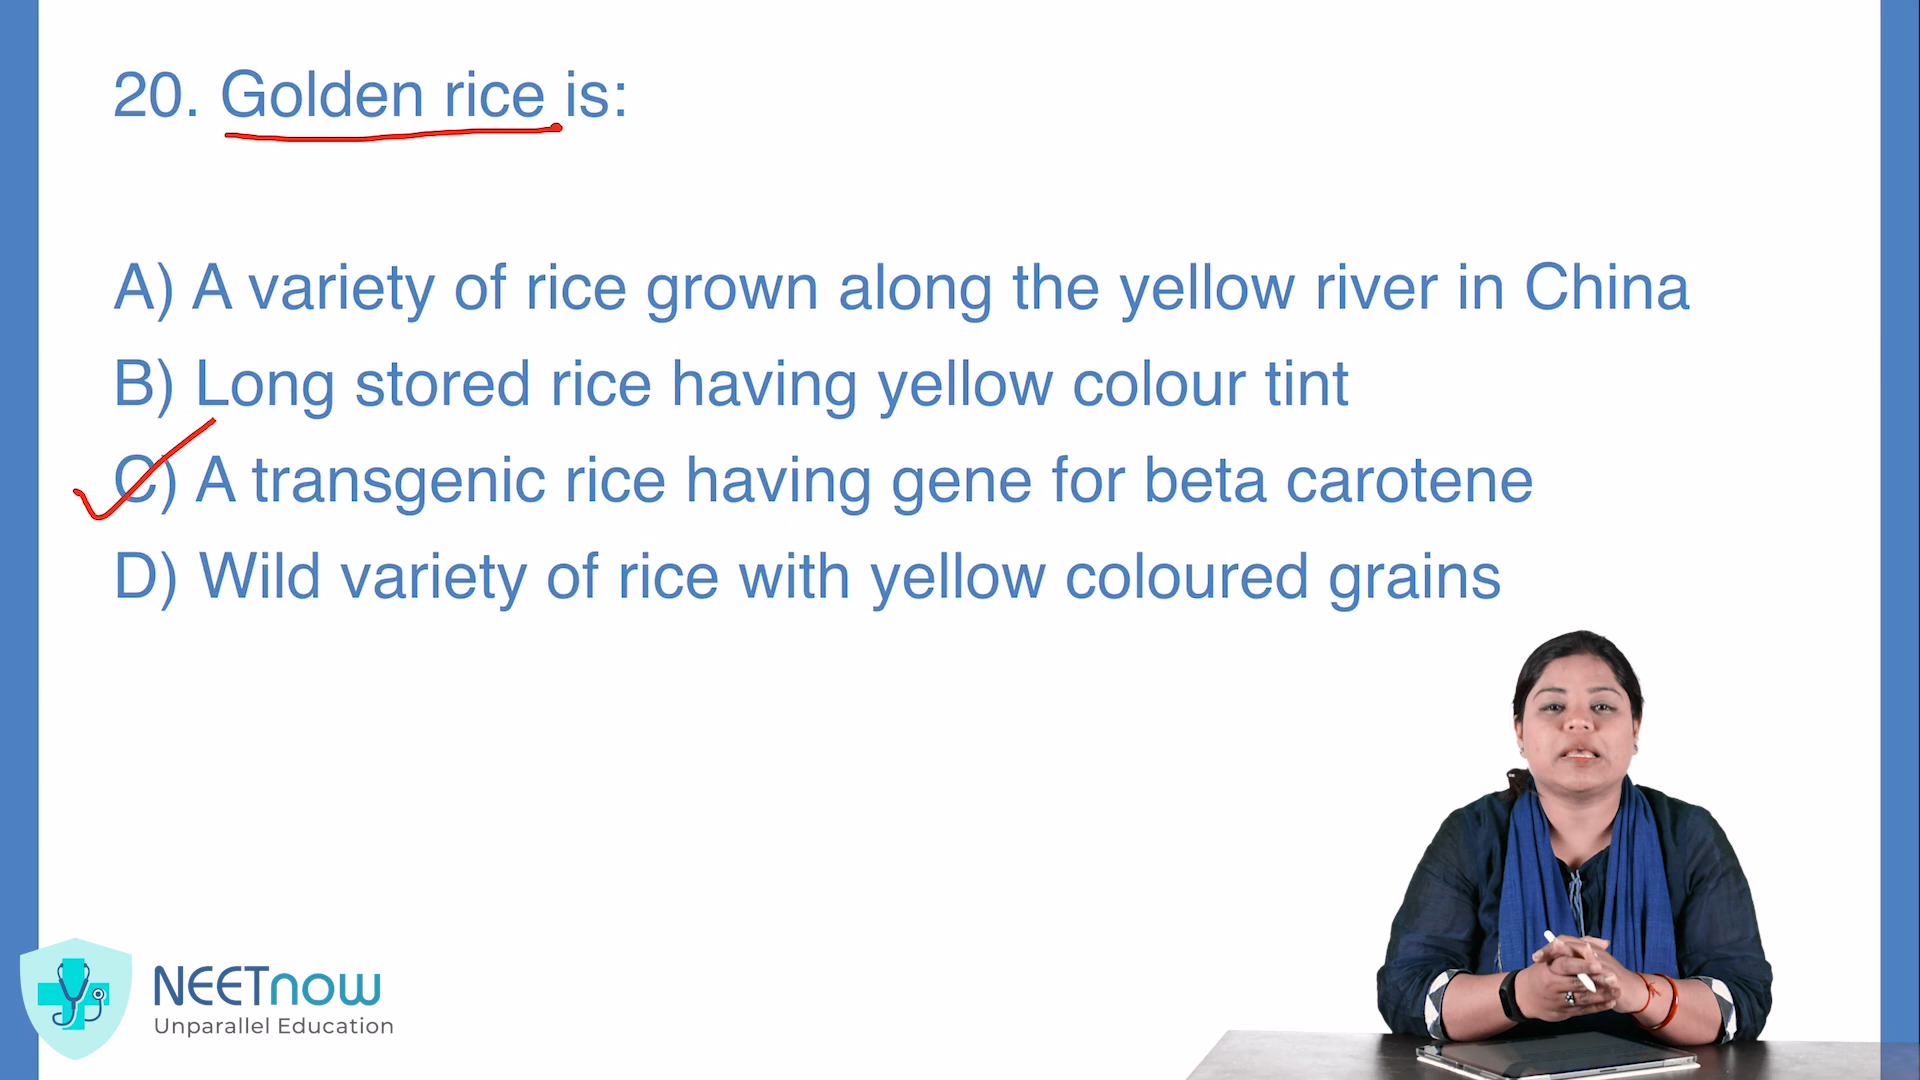 20. Golden rice is:
A) A variety of rice grown along the yellow river in China
B) Long stored rice having yellow colour tint
C) A transgenic rice having gene for beta carotene
D) Wild variety of rice with yellow coloured grains
NEETnow
Unparallel Education